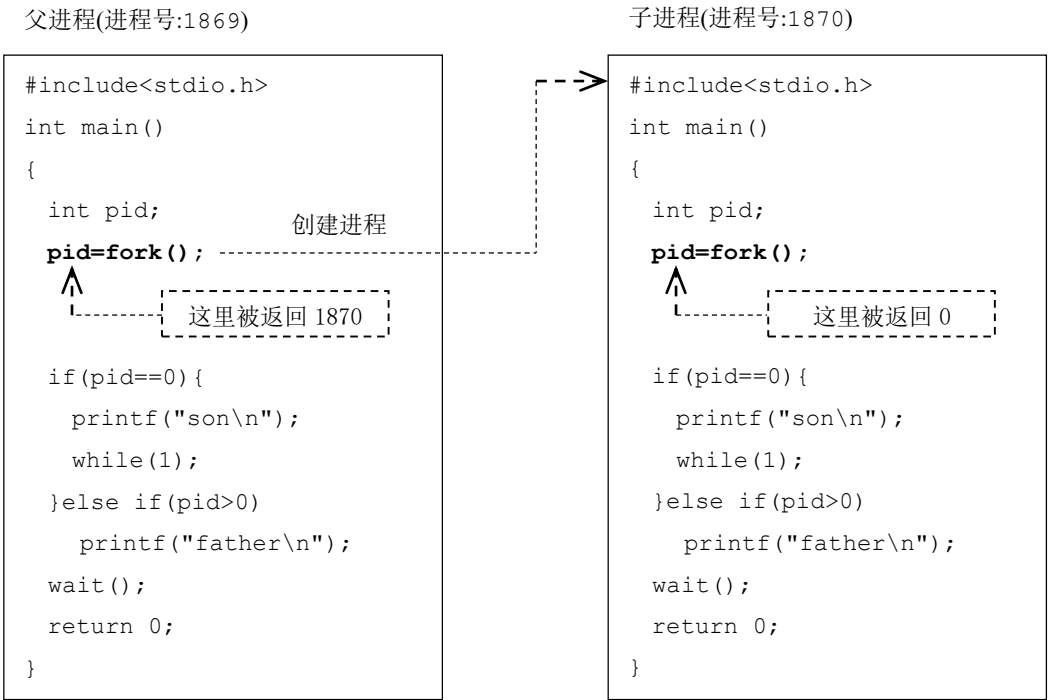 父进程(进程号:1869)
#include<stdio.h>
int main()
{
int pid;
pid=fork();
创建进程
这里被返回 1870
if(pid==0){
printf("son\n");
while(1);
}else if(pid>0)
printf("father\n");
wait();
return 0;
}
子进程(进程号:1870)
#include<stdio.h>
int main()
{
int pid;
pid=fork();
这里被返回 0
if(pid==0){
printf("son\n");
while(1);
}else if(pid>0)
printf("father\n");
wait();
return 0;
}